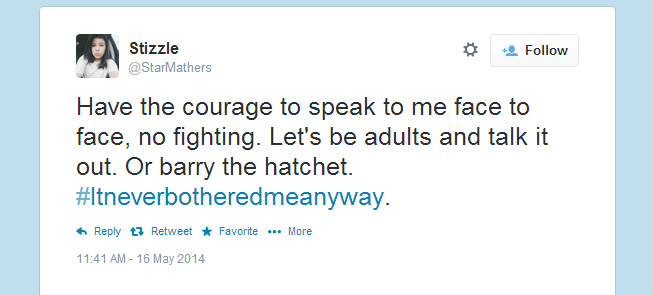 Stizzle
@StarMathers
Follow
Have the courage to speak to me face to
face, no fighting. Let's be adults and talk it
out. Or barry the hatchet.
#Itneverbotheredmeanyway.
Reply Retweet Favorite More
11:41 AM - 16 May 2014